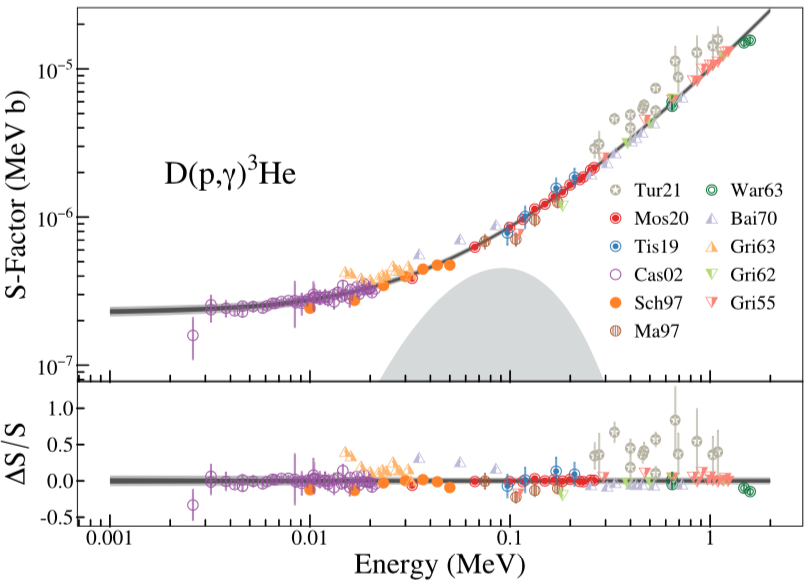 10⁻⁵
S-Factor (MeV b)
D(p,γ)³He
10⁻⁶
Tur21
War63
Mos20
Bai70
Tis19
Gri63
Cas02
Gri62
Sch97
Gri55
Ma97
10⁻⁷
1.0
ΔS/S
0.5
0.0
-0.5
0.001
0.01
0.1
1
Energy (MeV)